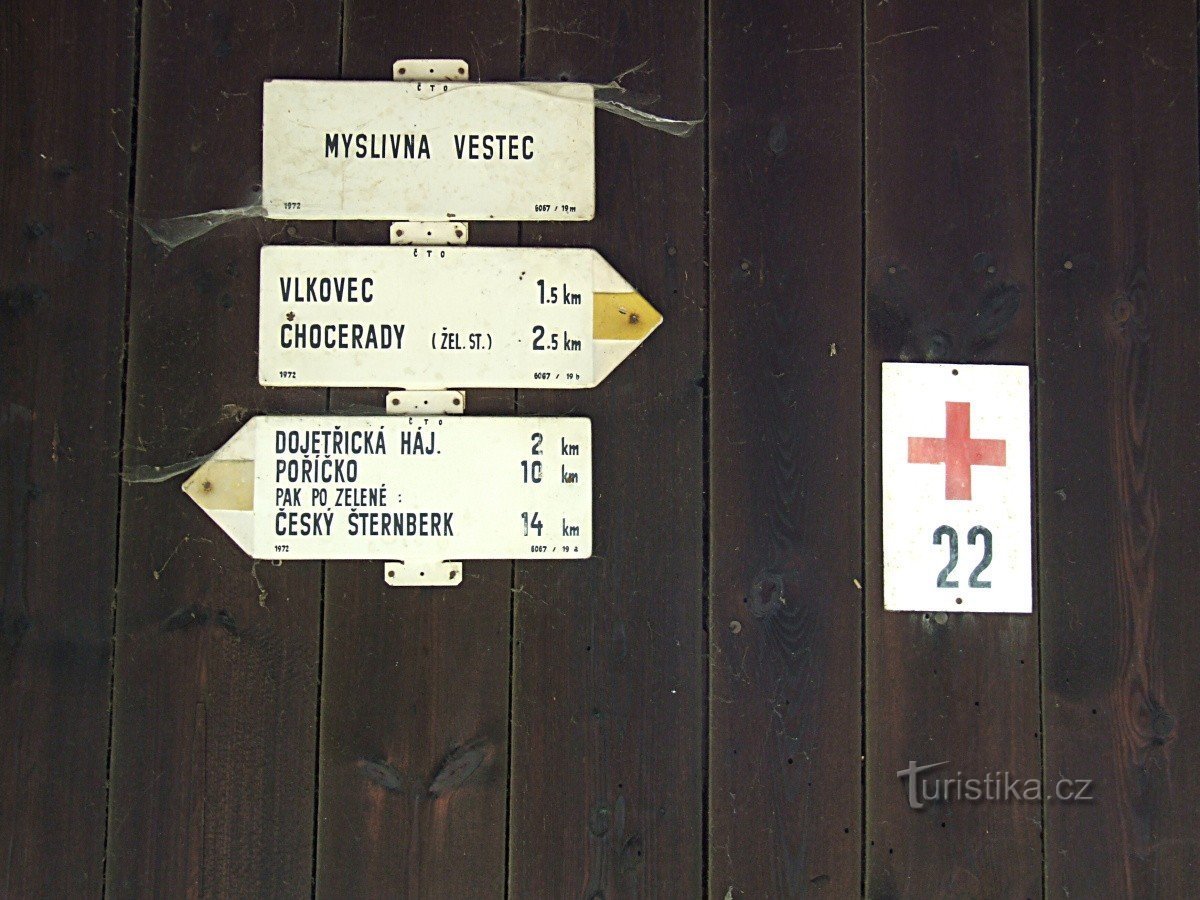 ČTO
MYSLIVNA VESTEC
1972 6067 / 19 m
ČTO
VLKOVEC 1.5 km
CHOCERADY (ŽEL. ST.) 2.5 km
1972 6067 / 19 b
ČTO
DOJETŘICKÁ HÁJ. 2 km
POŘÍČKO 10 km
PAK PO ZELENÉ :
ČESKÝ ŠTERNBERK 14 km
1972 6067 / 19 a
22
Turistika.cz